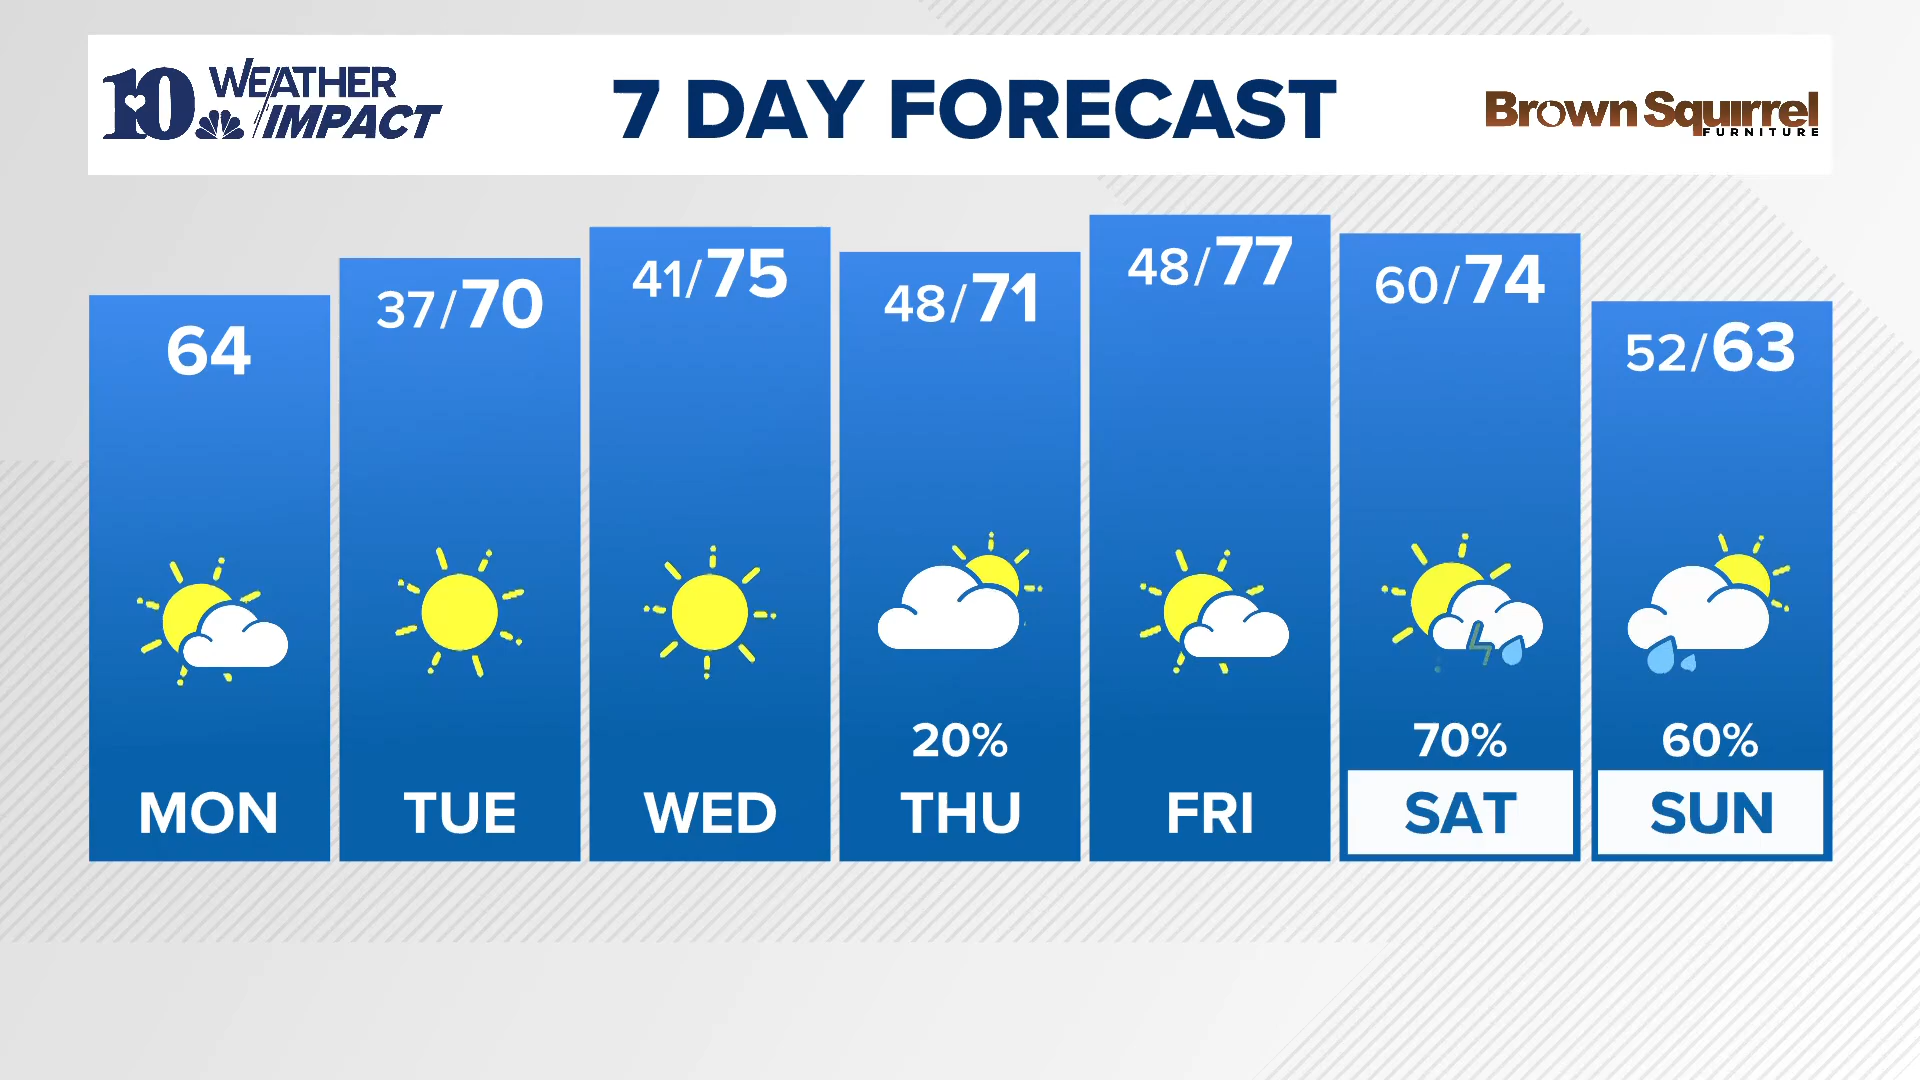 10 WEATHER IMPACT
7 DAY FORECAST
Brown Squirrel
FURNITURE
64
MON
37/70
TUE
41/75
WED
48/71
20%
THU
48/77
FRI
60/74
70%
SAT
52/63
60%
SUN